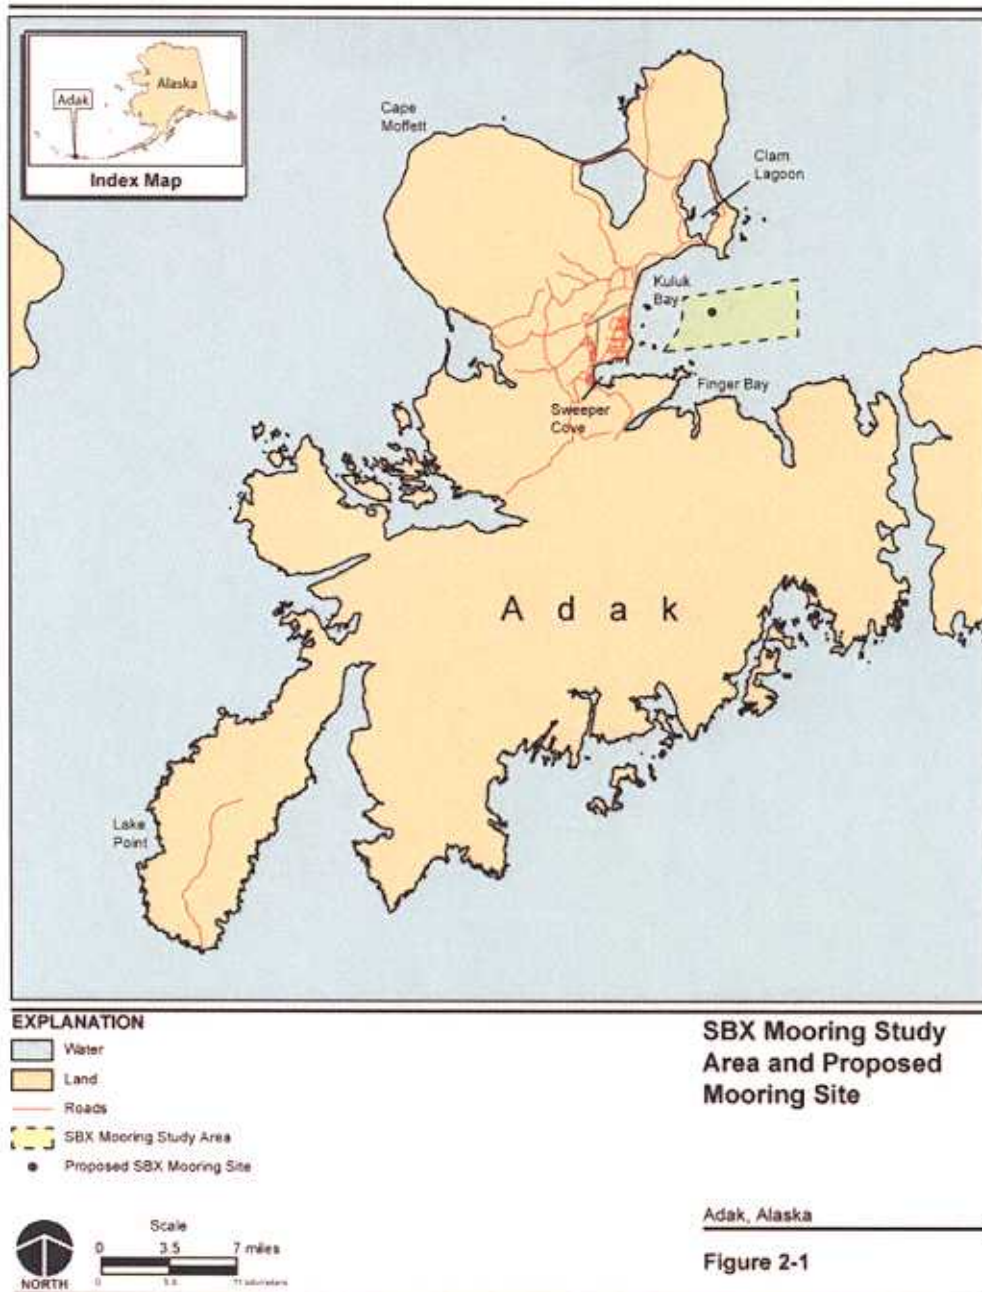 Alaska
Adak
Index Map
Cape
Moffett
Clam
Lagoon
Kuluk
Bay
Finger Bay
Sweeper
Cove
Adak
Lake
Point
EXPLANATION
Water
Land
Roads
SBX Mooring Study Area
Proposed SBX Mooring Site
SBX Mooring Study
Area and Proposed
Mooring Site
Scale
0 3.5 7 miles
NORTH
Adak, Alaska
Figure 2-1